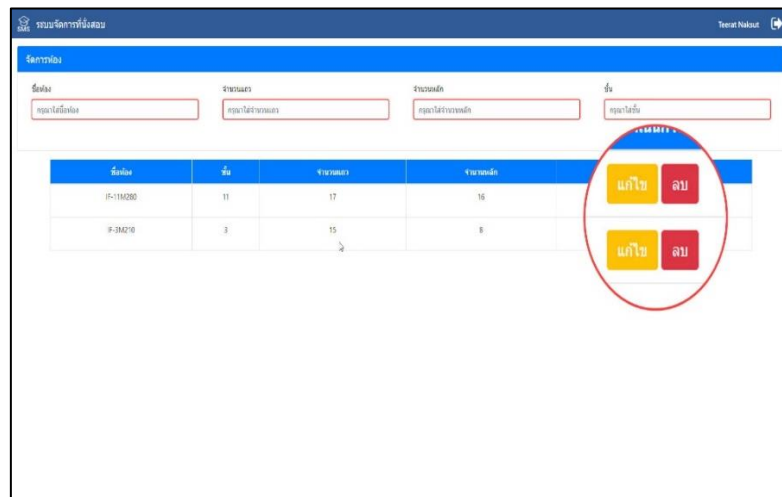 SMS ระบบจัดการที่นั่งสอบ Teerat Naksut
จัดการห้อง
ชื่อห้อง จำนวนแถว จำนวนหลัก ชั้น
กรุณาใส่ชื่อห้อง กรุณาใส่จำนวนแถว กรุณาใส่จำนวนหลัก กรุณาใส่ชั้น
ชื่อห้อง ชั้น จำนวนแถว จำนวนหลัก
IF-11M280 11 17 16 แก้ไข ลบ
IF-3M210 3 15 8 แก้ไข ลบ